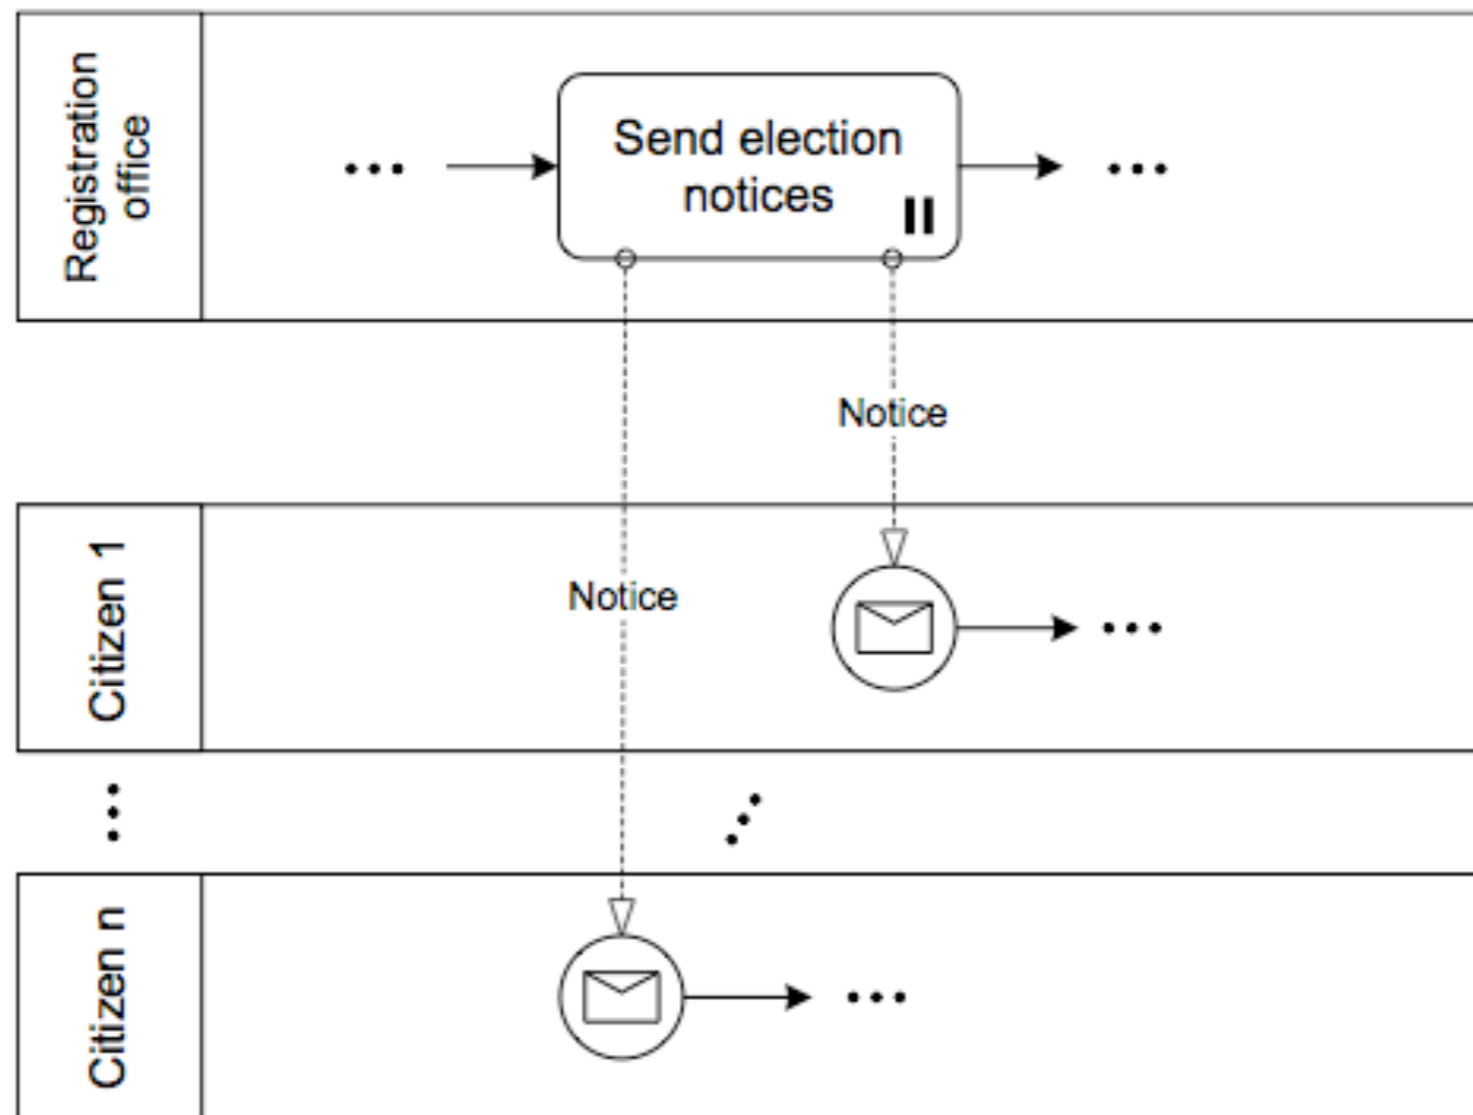 Registration
office
Send election
notices
Notice
Citizen 1
Notice
Citizen n